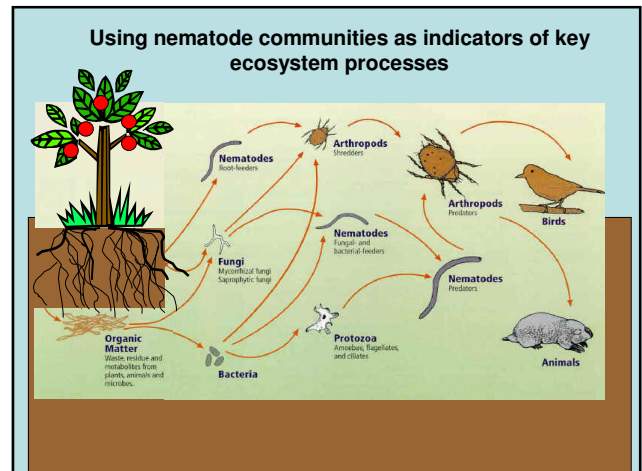 Using nematode communities as indicators of key
ecosystem processes
Nematodes
Root-feeders
Arthropods
Shredders
Arthropods
Predators
Birds
Fungi
Mycorrhizal fungi
Saprophytic fungi
Nematodes
Fungal- and
bacterial-feeders
Nematodes
Predators
Organic
Matter
Waste, residue and
metabolites from
plants, animals and
microbes.
Bacteria
Protozoa
Amoebae, flagellates,
and ciliates
Animals